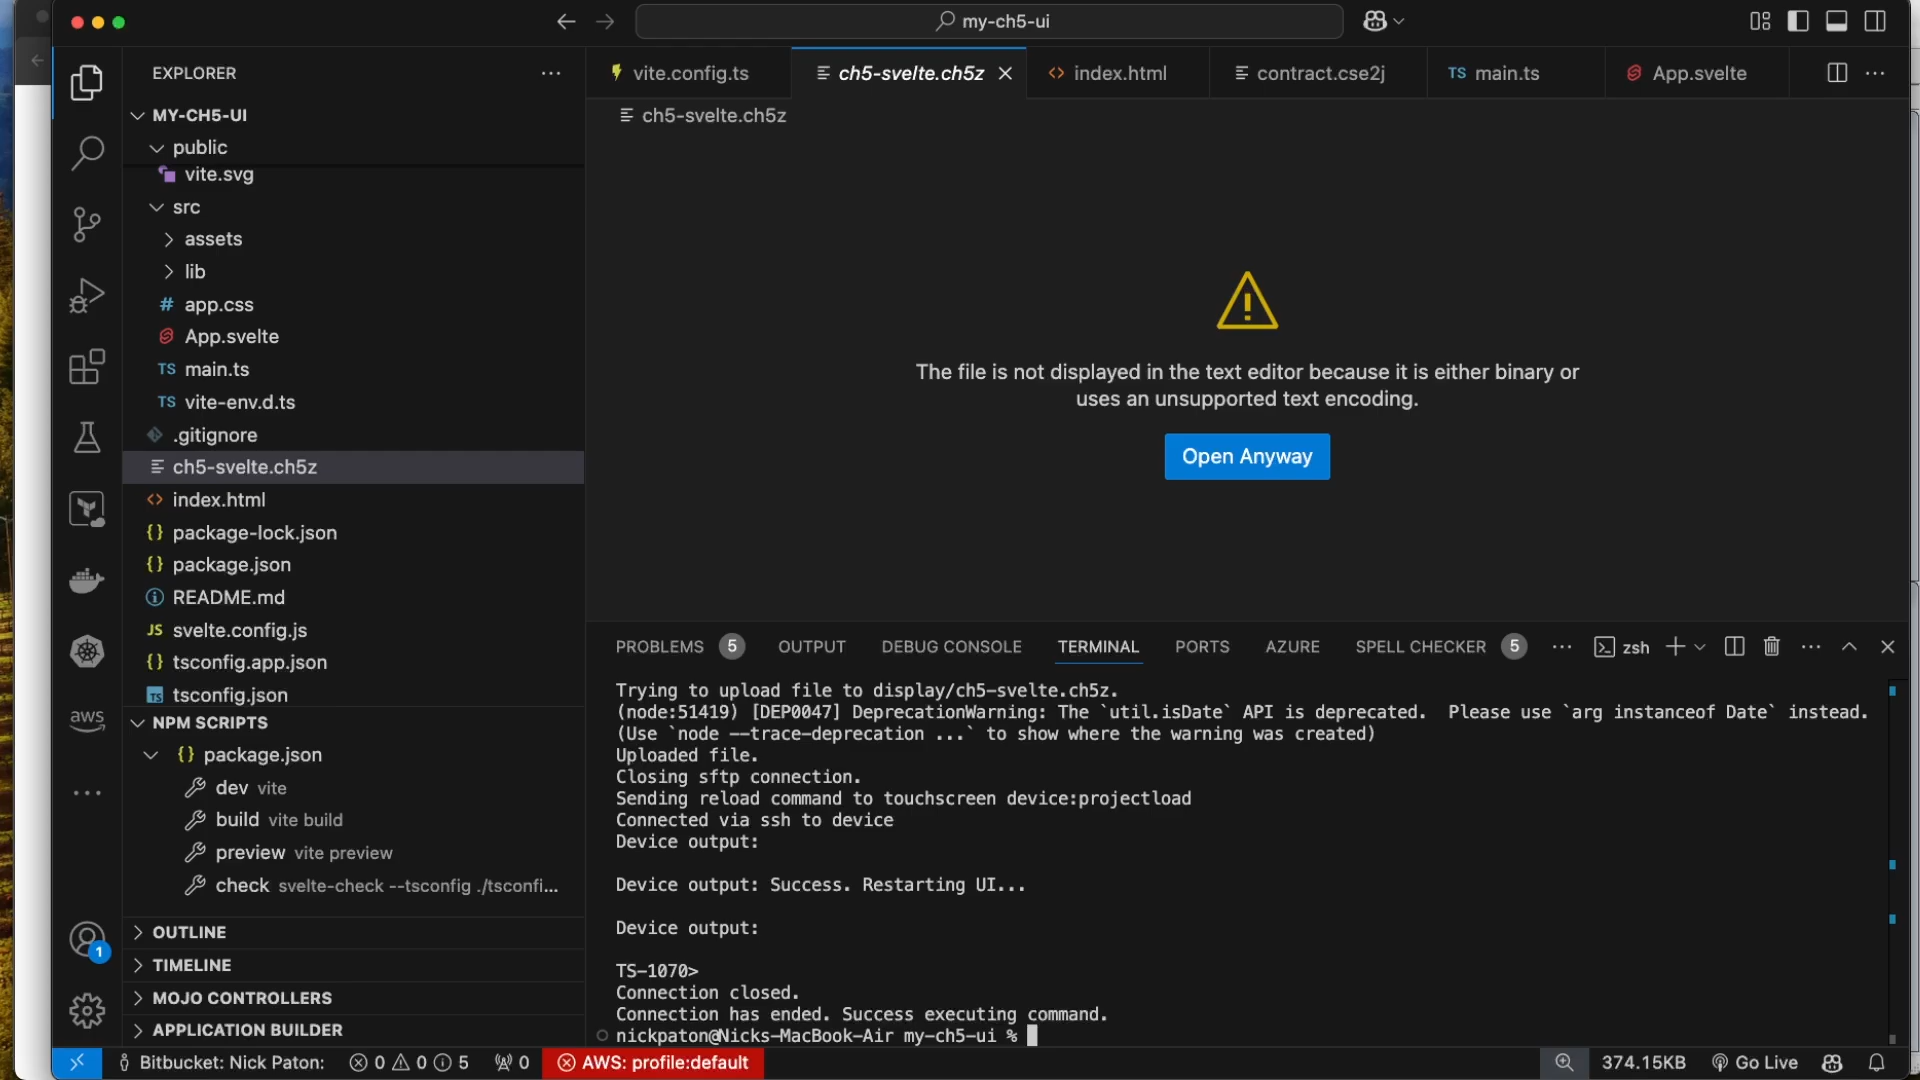 my-ch5-ui
EXPLORER
MY-CH5-UI
public
vite.svg
src
assets
lib
# app.css
App.svelte
TS main.ts
TS vite-env.d.ts
.gitignore
ch5-svelte.ch5z
<> index.html
{} package-lock.json
{} package.json
README.md
JS svelte.config.js
{} tsconfig.app.json
TS tsconfig.json
NPM SCRIPTS
{} package.json
dev vite
build vite build
preview vite preview
check svelte-check --tsconfig ./tsconfi...
OUTLINE
TIMELINE
MOJO CONTROLLERS
APPLICATION BUILDER
aws
1
vite.config.ts
ch5-svelte.ch5z
<> index.html
contract.cse2j
TS main.ts
App.svelte
ch5-svelte.ch5z
The file is not displayed in the text editor because it is either binary or
uses an unsupported text encoding.
Open Anyway
PROBLEMS 5
OUTPUT
DEBUG CONSOLE
TERMINAL
PORTS
AZURE
SPELL CHECKER 5
zsh
Trying to upload file to display/ch5-svelte.ch5z.
(node:51419) [DEP0047] DeprecationWarning: The `util.isDate` API is deprecated.  Please use `arg instanceof Date` instead.
(Use `node --trace-deprecation ...` to show where the warning was created)
Uploaded file.
Closing sftp connection.
Sending reload command to touchscreen device:projectload
Connected via ssh to device
Device output:
Device output: Success. Restarting UI...
Device output:
TS-1070>
Connection closed.
Connection has ended. Success executing command.
nickpaton@Nicks-MacBook-Air my-ch5-ui %
Bitbucket: Nick Paton:
0 0 5
0
AWS: profile:default
374.15KB
Go Live